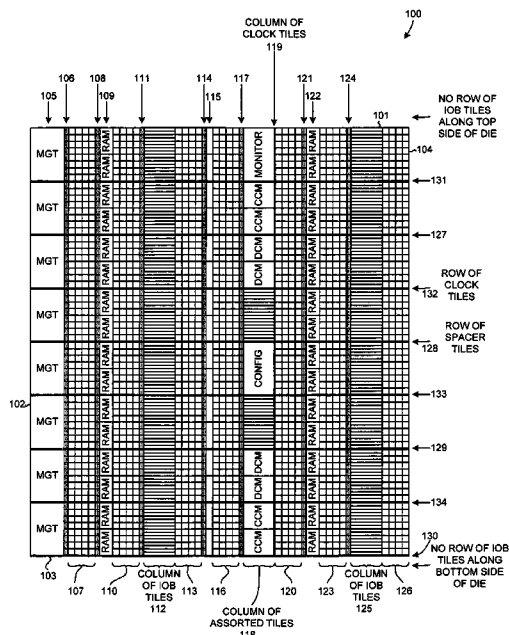 100
COLUMN OF
CLOCK TILES
119
106 108 111 114 117 121 124
105 109 115 122
NO ROW OF
IOB TILES
ALONG TOP
SIDE OF DIE
101
104
MGT RAM RAM MONITOR RAM RAM
131
MGT RAM RAM CCM CCM RAM RAM
127
MGT RAM RAM DCM DCM RAM RAM
ROW OF
CLOCK
TILES
132
MGT RAM RAM RAM RAM
ROW OF
SPACER
TILES
128
MGT RAM RAM CONFIG RAM RAM
133
102
MGT RAM RAM RAM RAM
129
MGT RAM RAM DCM DCM RAM RAM
134
MGT RAM RAM CCM CCM RAM RAM
130
103
NO ROW OF IOB
TILES ALONG
BOTTOM SIDE
OF DIE
107 110 COLUMN OF IOB TILES 112 113 116 120 123 COLUMN OF IOB TILES 125 126
COLUMN OF
ASSORTED TILES
118